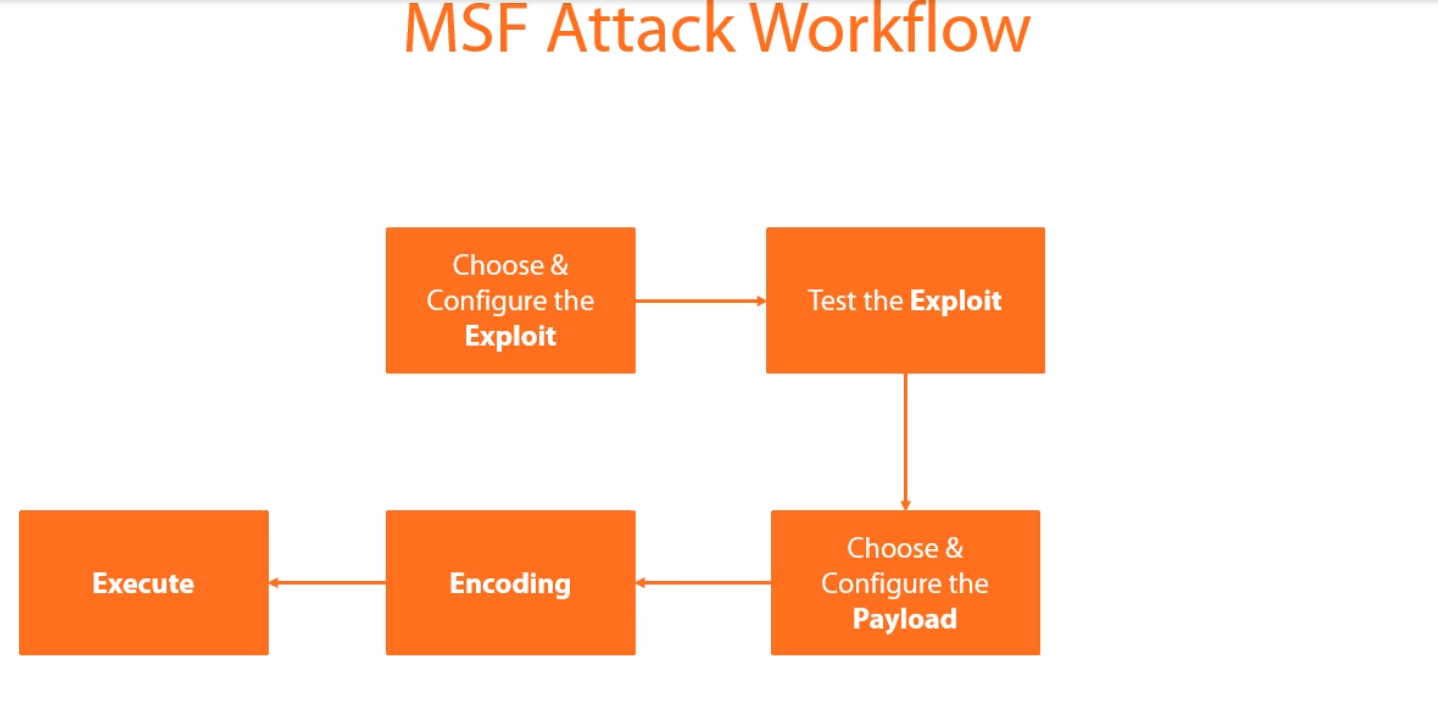 MSF Attack Workflow
Choose &
Configure the
Exploit
Test the Exploit
Choose &
Configure the
Payload
Encoding
Execute